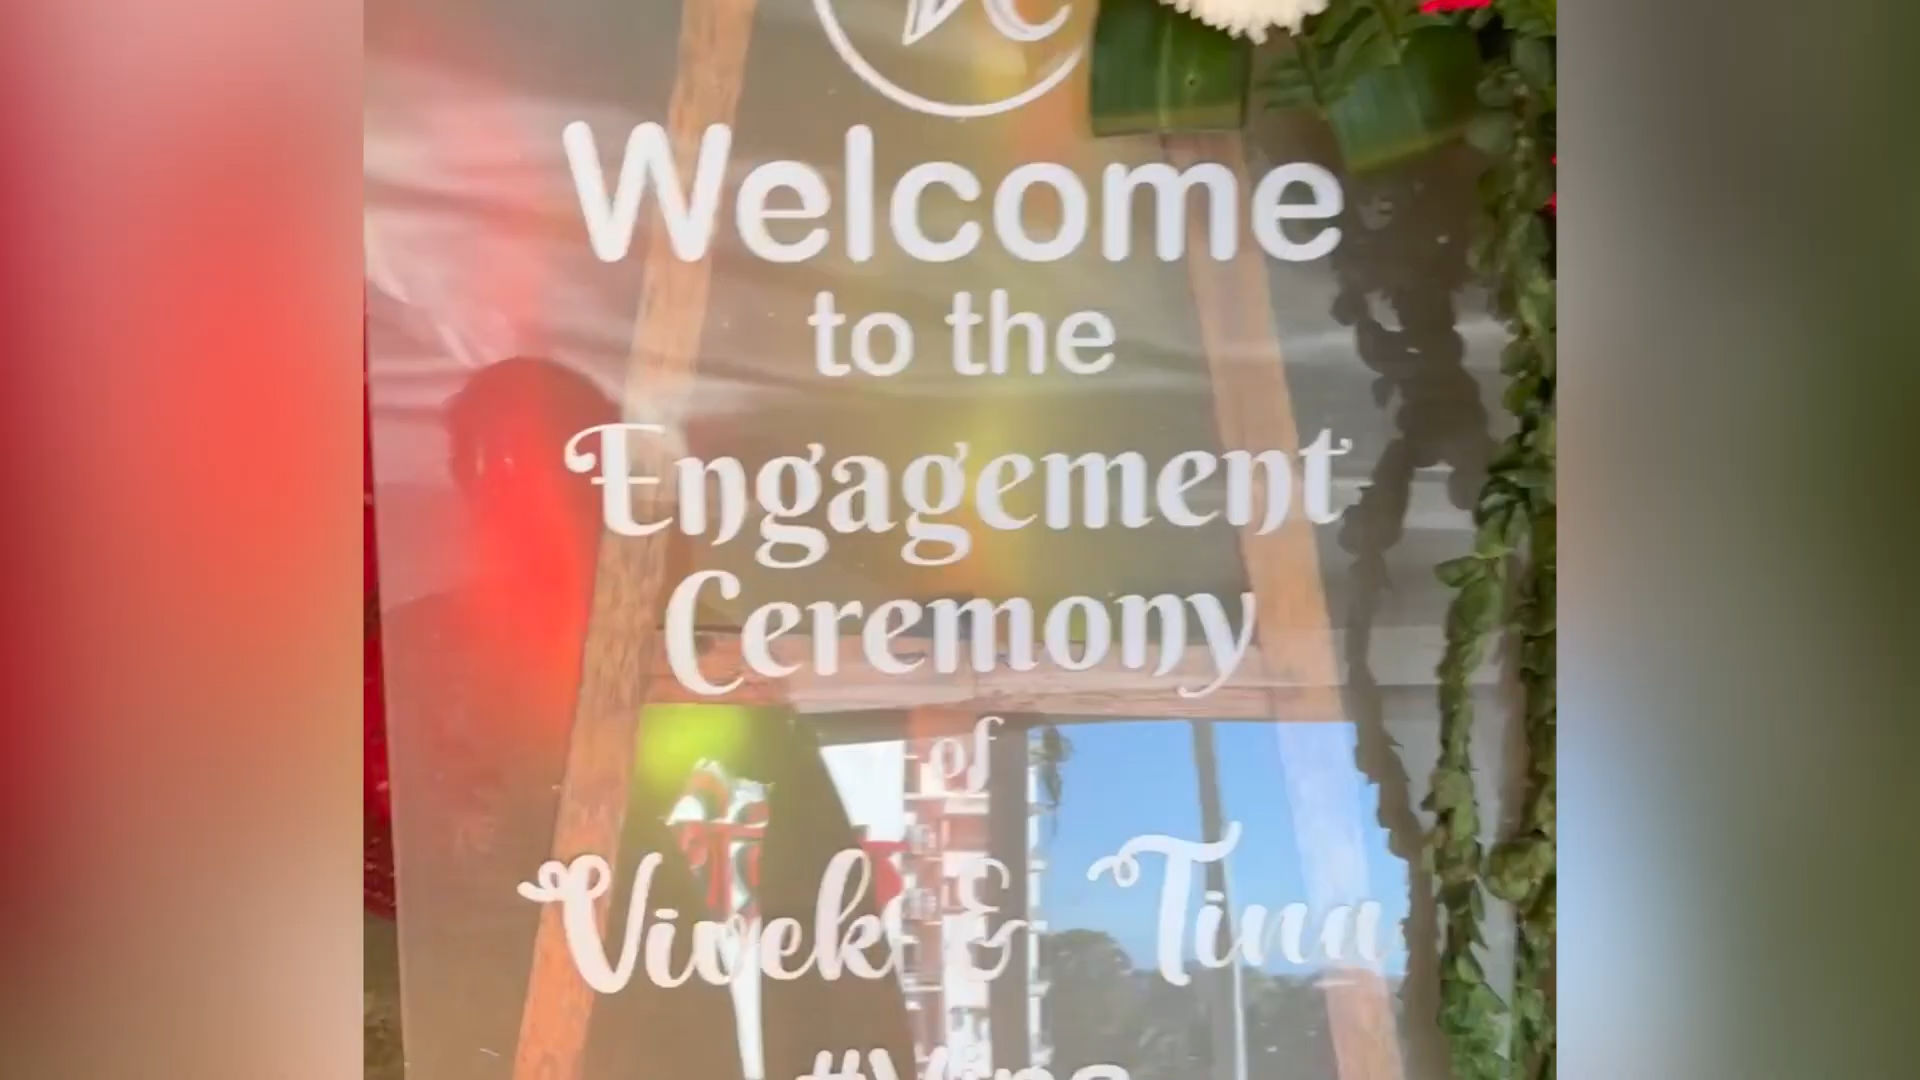 Welcome
to the
Engagement
Ceremony
of
Vivek & Tina